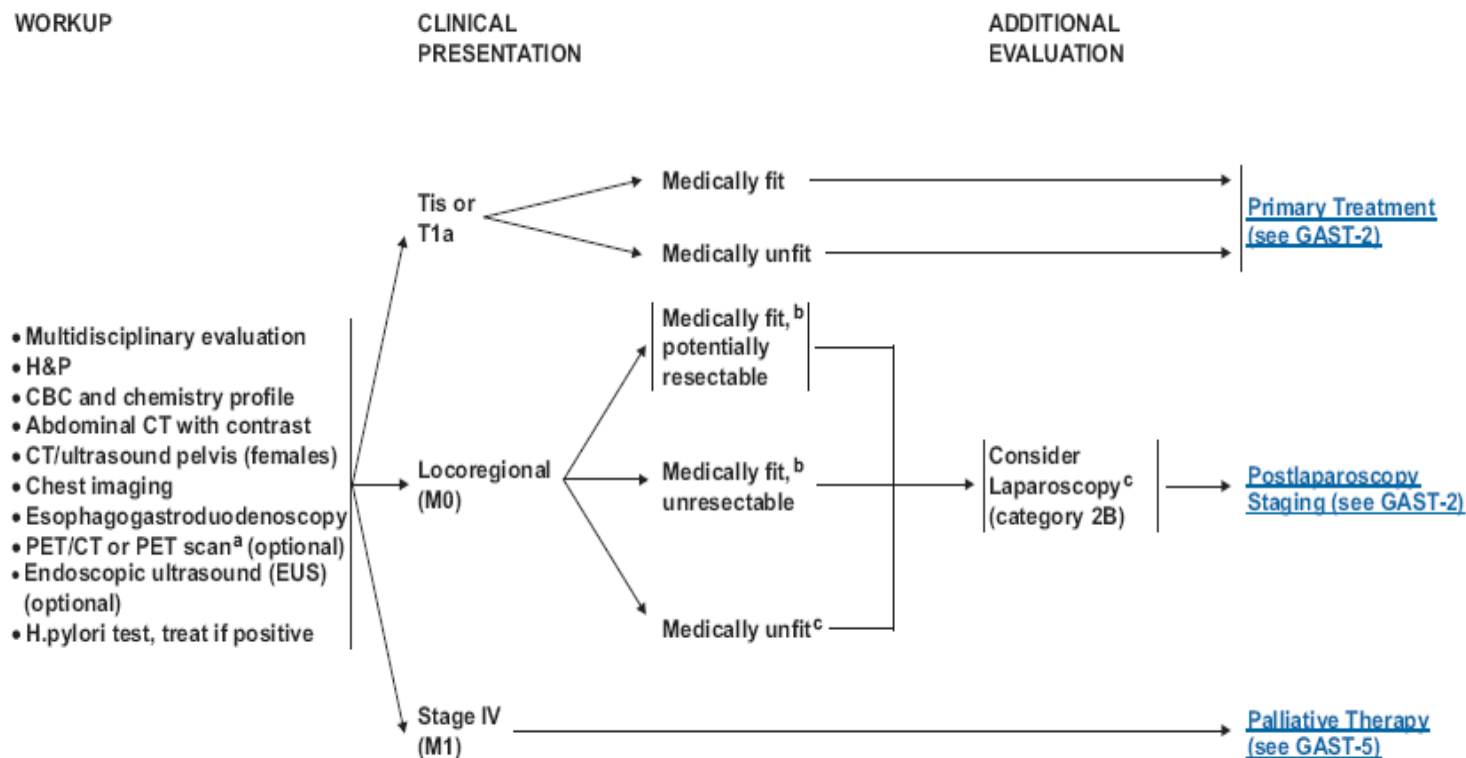 WORKUP
CLINICAL
PRESENTATION
ADDITIONAL
EVALUATION
• Multidisciplinary evaluation
• H&P
• CBC and chemistry profile
• Abdominal CT with contrast
• CT/ultrasound pelvis (females)
• Chest imaging
• Esophagogastroduodenoscopy
• PET/CT or PET scanᵃ (optional)
• Endoscopic ultrasound (EUS)
(optional)
• H.pylori test, treat if positive
Tis or
T1a
Medically fit
Medically unfit
Primary Treatment
(see GAST-2)
Locoregional
(M0)
Medically fit, ᵇ
potentially
resectable
Medically fit, ᵇ
unresectable
Medically unfitᶜ
Consider
Laparoscopyᶜ
(category 2B)
Postlaparoscopy
Staging (see GAST-2)
Stage IV
(M1)
Palliative Therapy
(see GAST-5)